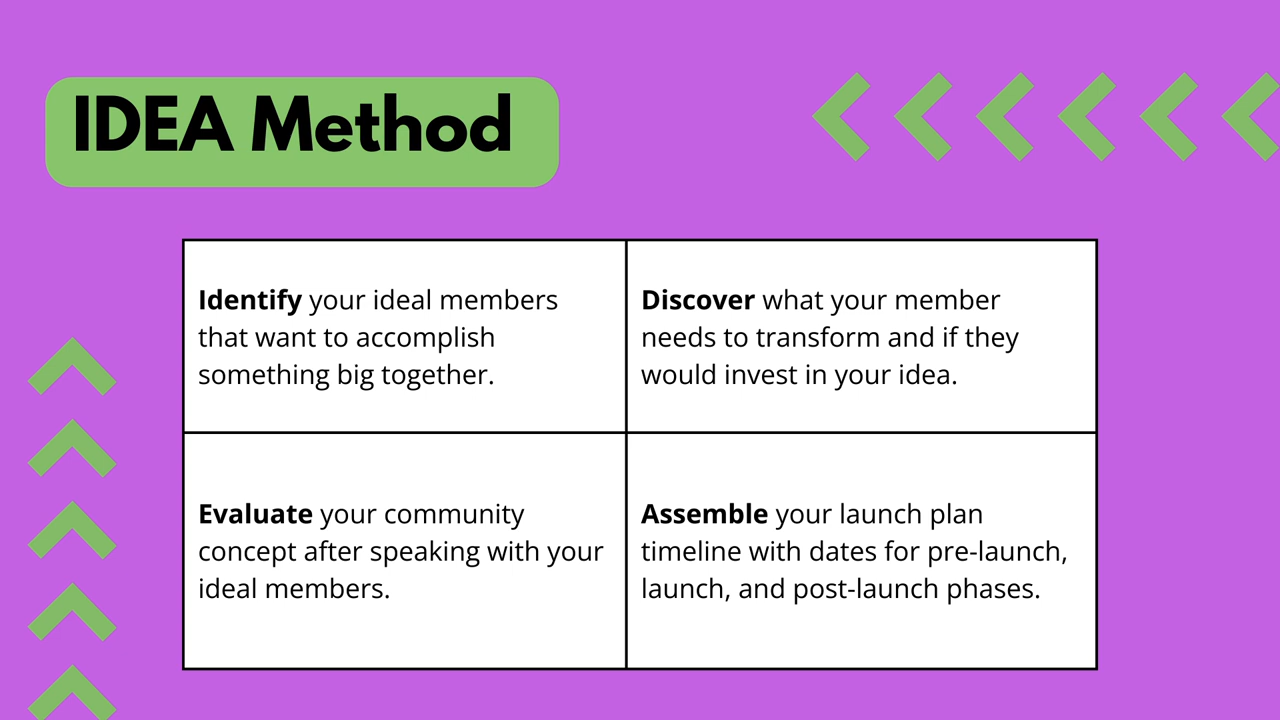 IDEA Method
Identify your ideal members
that want to accomplish
something big together.
Discover what your member
needs to transform and if they
would invest in your idea.
Evaluate your community
concept after speaking with your
ideal members.
Assemble your launch plan
timeline with dates for pre-launch,
launch, and post-launch phases.